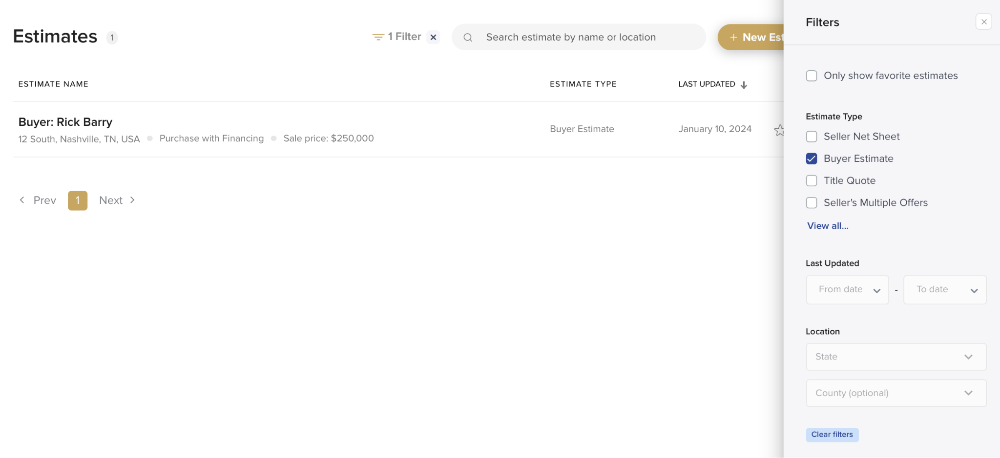 Estimates 1
1 Filter
Search estimate by name or location
+ New Est
ESTIMATE NAME
ESTIMATE TYPE
LAST UPDATED
Buyer: Rick Barry
12 South, Nashville, TN, USA
Purchase with Financing
Sale price: $250,000
Buyer Estimate
January 10, 2024
Prev
1
Next
Filters
Only show favorite estimates
Estimate Type
Seller Net Sheet
Buyer Estimate
Title Quote
Seller's Multiple Offers
View all...
Last Updated
From date - To date
Location
State
County (optional)
Clear filters